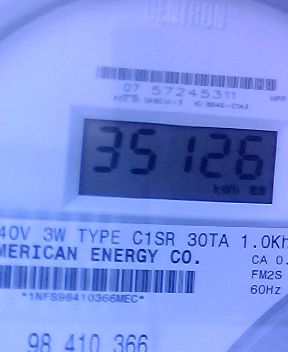 CENTRON
07 57245311
35126
kWh
40V 3W TYPE C1SR 30TA 1.0Kh
MERICAN ENERGY CO.
CA 0.
FM2S
60Hz
*1NFS98410366MEC*
98 410 366